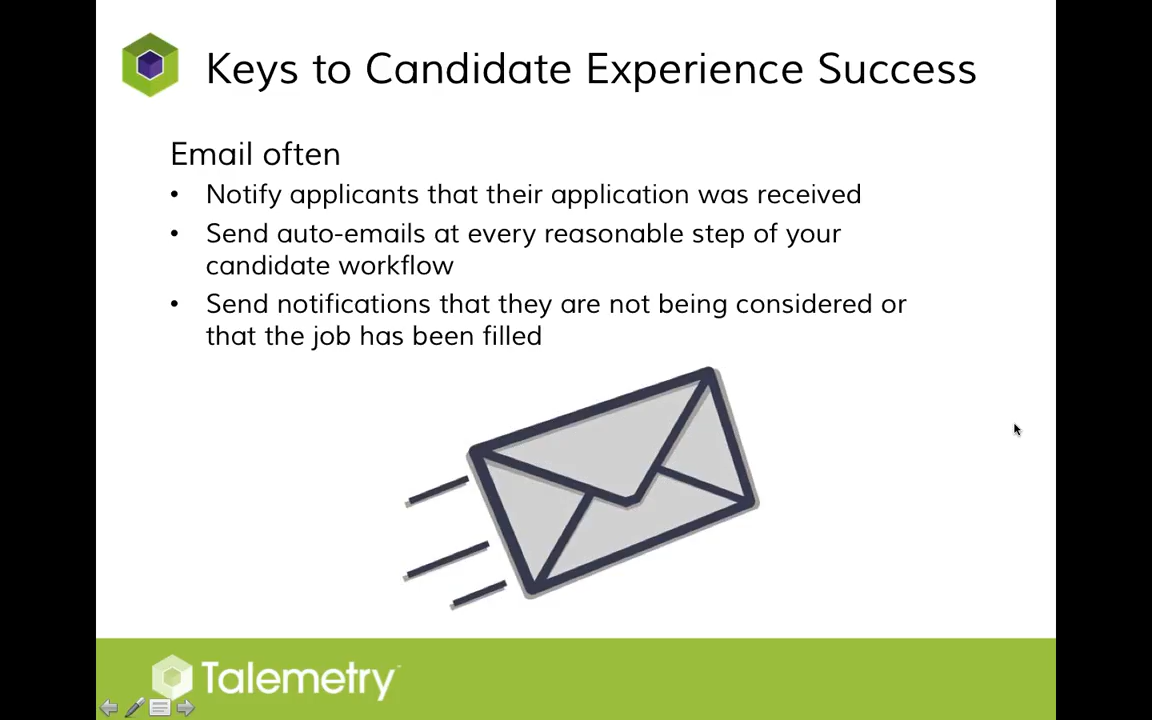 Keys to Candidate Experience Success
Email often
• Notify applicants that their application was received
• Send auto-emails at every reasonable step of your
candidate workflow
• Send notifications that they are not being considered or
that the job has been filled
Talemetry